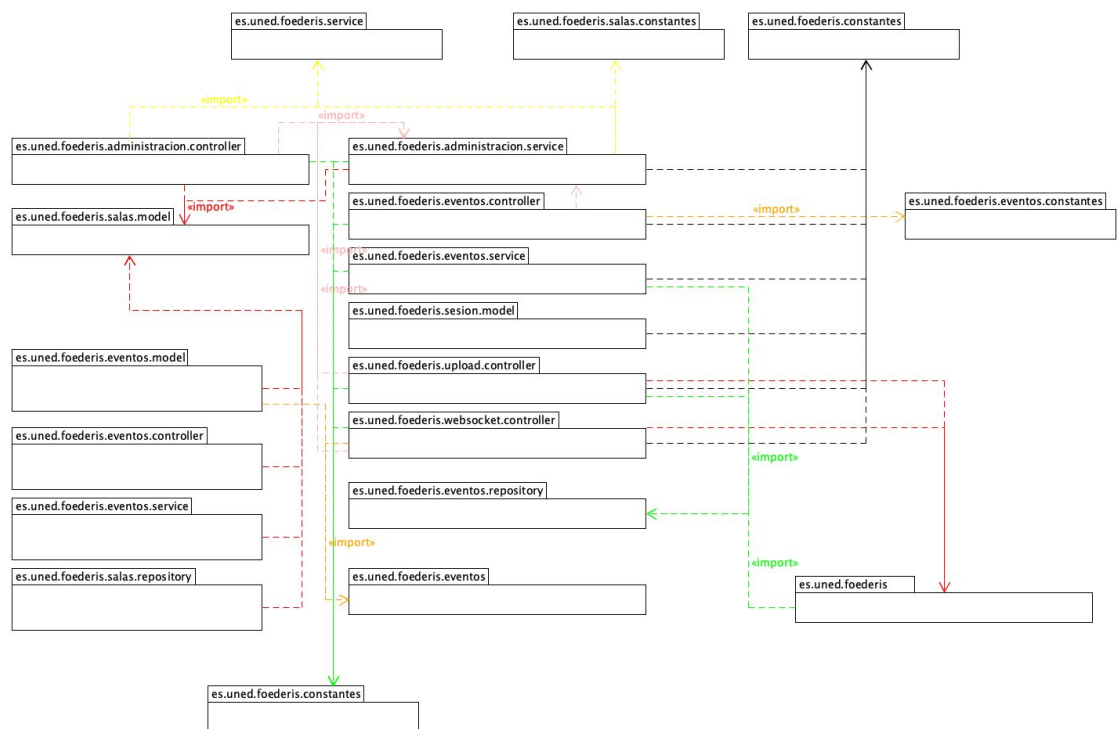 es.uned.foederis.service
es.uned.foederis.salas.constantes
es.uned.foederis.constantes
«import»
«import»
es.uned.foederis.administracion.controller
es.uned.foederis.administracion.service
es.uned.foederis.salas.model
«import»
es.uned.foederis.eventos.controller
«import»
es.uned.foederis.eventos.constantes
«import»
es.uned.foederis.eventos.service
«import»
es.uned.foederis.sesion.model
es.uned.foederis.eventos.model
es.uned.foederis.upload.controller
es.uned.foederis.eventos.controller
es.uned.foederis.websocket.controller
«import»
es.uned.foederis.eventos.service
es.uned.foederis.eventos.repository
«import»
«import»
es.uned.foederis.salas.repository
es.uned.foederis.eventos
es.uned.foederis
es.uned.foederis.constantes